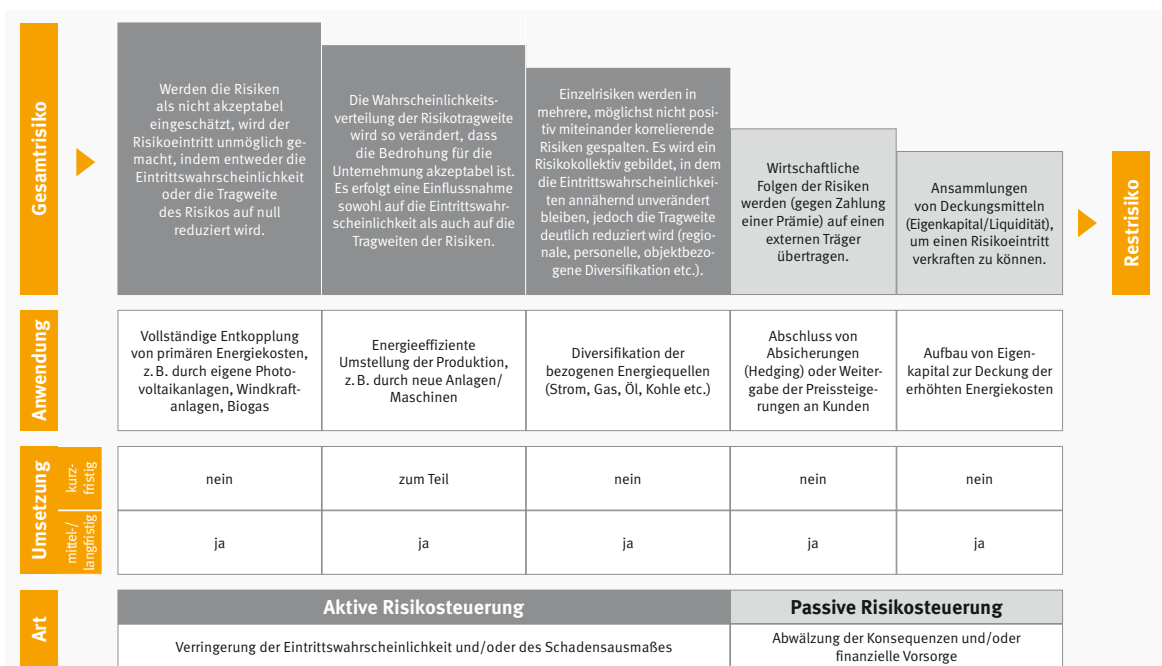 Gesamtrisiko
Werden die Risiken
als nicht akzeptabel
eingeschätzt, wird der
Risikoeintritt unmöglich ge-
macht, indem entweder die
Eintrittswahrscheinlichkeit
oder die Tragweite
des Risikos auf null
reduziert wird.
Die Wahrscheinlichkeits-
verteilung der Risikotragweite
wird so verändert, dass
die Bedrohung für die
Unternehmung akzeptabel ist.
Es erfolgt eine Einflussnahme
sowohl auf die Eintrittswahr-
scheinlichkeit als auch auf die
Tragweiten der Risiken.
Einzelrisiken werden in
mehrere, möglichst nicht posi-
tiv miteinander korrelierende
Risiken gespalten. Es wird ein
Risikokollektiv gebildet, in dem
die Eintrittswahrscheinlichkei-
ten annähernd unverändert
bleiben, jedoch die Tragweite
deutlich reduziert wird (regio-
nale, personelle, objektbezo-
gene Diversifikation etc.).
Wirtschaftliche
Folgen der Risiken
werden (gegen Zahlung
einer Prämie) auf einen
externen Träger
übertragen.
Ansammlungen
von Deckungsmitteln
(Eigenkapital/Liquidität),
um einen Risikoeintritt
verkraften zu können.
Restrisiko
Anwendung
Vollständige Entkopplung
von primären Energiekosten,
z. B. durch eigene Photo-
voltaikanlagen, Windkraft-
anlagen, Biogas
Energieeffiziente
Umstellung der Produktion,
z. B. durch neue Anlagen/
Maschinen
Diversifikation der
bezogenen Energiequellen
(Strom, Gas, Öl, Kohle etc.)
Abschluss von
Absicherungen
(Hedging) oder Weiter-
gabe der Preissteige-
rungen an Kunden
Aufbau von Eigen-
kapital zur Deckung der
erhöhten Energiekosten
Umsetzung
kurz-
fristig
nein
zum Teil
nein
nein
nein
mittel-/
langfristig
ja
ja
ja
ja
ja
Art
Aktive Risikosteuerung
Passive Risikosteuerung
Verringerung der Eintrittswahrscheinlichkeit und/oder des Schadensausmaßes
Abwälzung der Konsequenzen und/oder
finanzielle Vorsorge